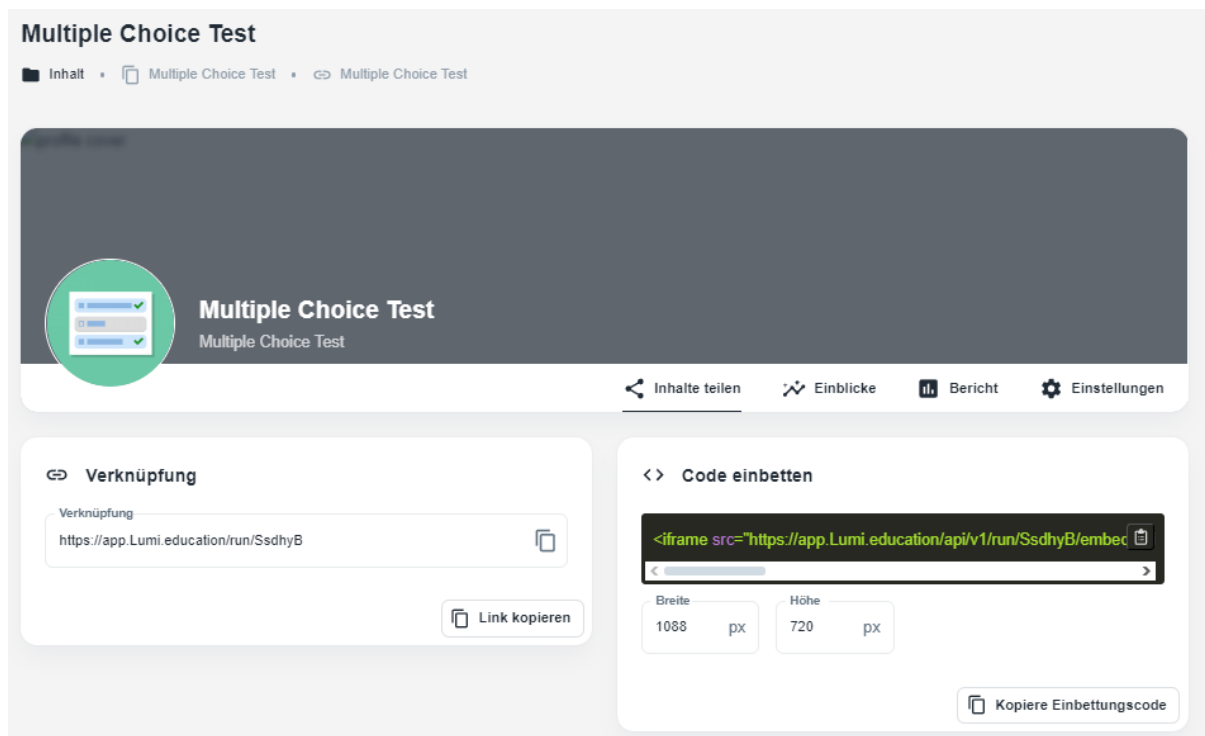 Multiple Choice Test
Inhalt • Multiple Choice Test • Multiple Choice Test
profile cover
Multiple Choice Test
Multiple Choice Test
Inhalte teilen Einblicke Bericht Einstellungen
Verknüpfung
Verknüpfung
https://app.Lumi.education/run/SsdhyB
Link kopieren
Code einbetten
<iframe src="https://app.Lumi.education/api/v1/run/SsdhyB/embed
Breite Höhe
1088 px 720 px
Kopiere Einbettungscode